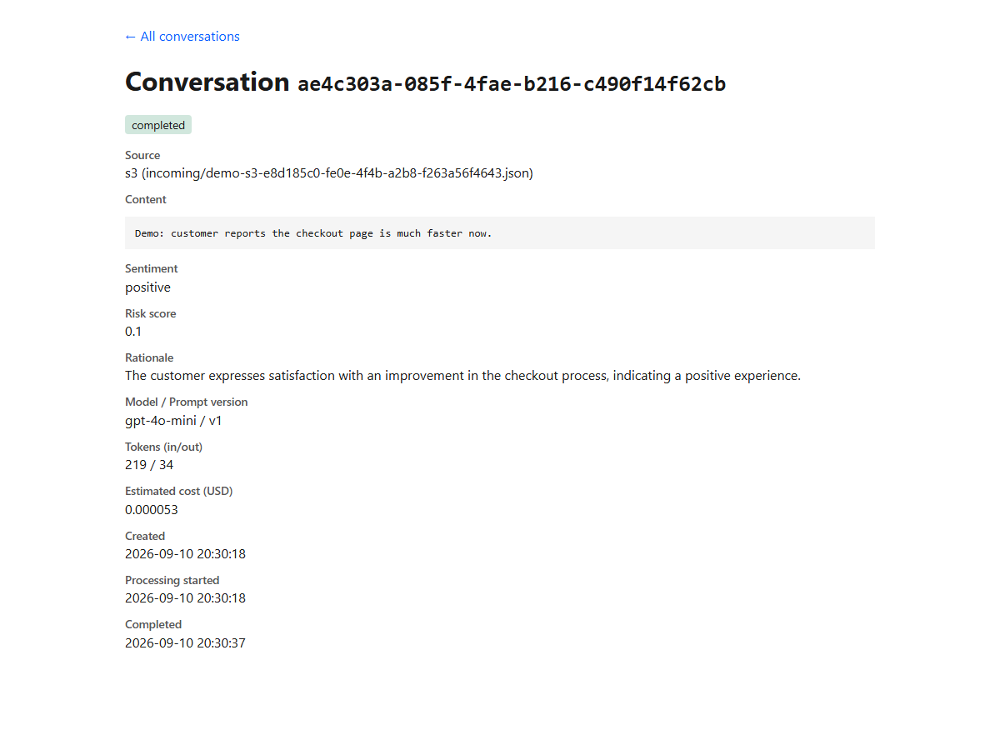 ← All conversations
Conversation ae4c303a-085f-4fae-b216-c490f14f62cb
completed
Source
s3 (incoming/demo-s3-e8d185c0-fe0e-4f4b-a2b8-f263a56f4643.json)
Content
Demo: customer reports the checkout page is much faster now.
Sentiment
positive
Risk score
0.1
Rationale
The customer expresses satisfaction with an improvement in the checkout process, indicating a positive experience.
Model / Prompt version
gpt-4o-mini / v1
Tokens (in/out)
219 / 34
Estimated cost (USD)
0.000053
Created
2026-09-10 20:30:18
Processing started
2026-09-10 20:30:18
Completed
2026-09-10 20:30:37